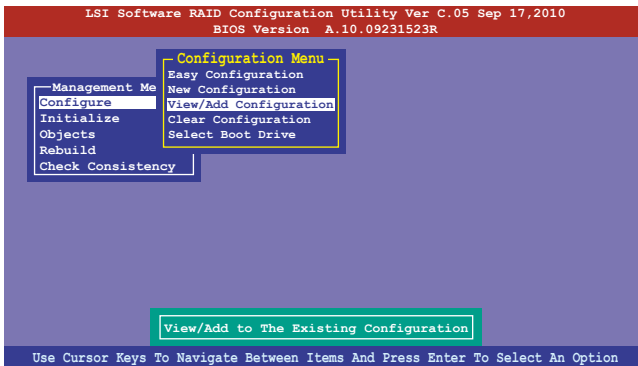 LSI Software RAID Configuration Utility Ver C.05 Sep 17,2010
BIOS Version A.10.09231523R
Management Me
Configure
Initialize
Objects
Rebuild
Check Consistency
Configuration Menu
Easy Configuration
New Configuration
View/Add Configuration
Clear Configuration
Select Boot Drive
View/Add to The Existing Configuration
Use Cursor Keys To Navigate Between Items And Press Enter To Select An Option